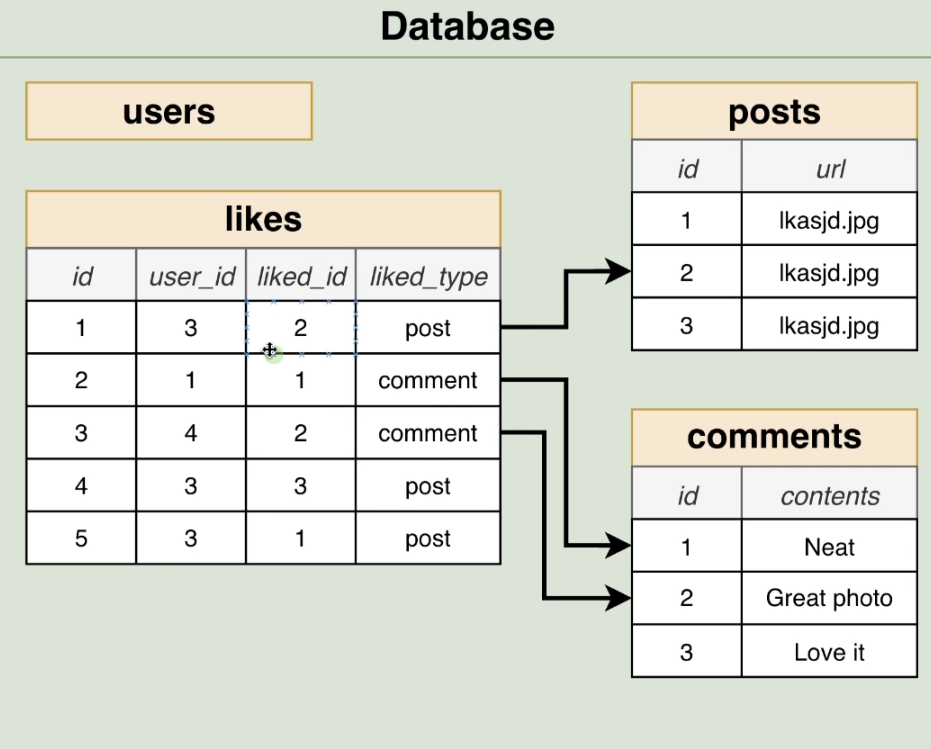 Database
users
likes
id user_id liked_id liked_type
1 3 2 post
2 1 1 comment
3 4 2 comment
4 3 3 post
5 3 1 post
posts
id url
1 lkasjd.jpg
2 lkasjd.jpg
3 lkasjd.jpg
comments
id contents
1 Neat
2 Great photo
3 Love it